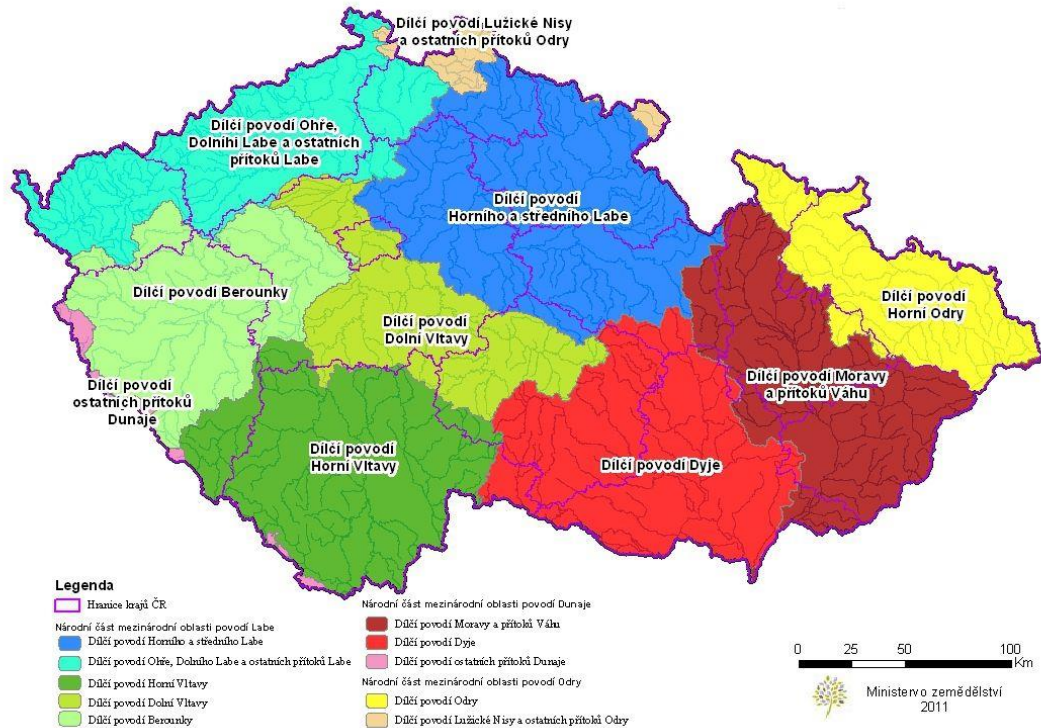 Dílčí povodí Lužické Nisy
a ostatních přítoků Odry
Dílčí povodí Ohře,
Dolníhi Labe a ostatních
přítoků Labe
Dílčí povodí
Horního a středního Labe
Dílčí povodí Berounky
Dílčí povodí
Dolní Vltavy
Dílčí povodí
Horní Odry
Dílčí povodí
ostatních přítoků
Dunaje
Dílčí povodí Moravy
a přítoků Váhu
Dílčí povodí
Horní Vltavy
Dílčí povodí Dyje
Legenda
Hranice krajů ČR
Národní část mezinárodní oblasti povodí Labe
Dílčí povodí Horního a středního Labe
Dílčí povodí Ohře, Dolního Labe a ostatních přítoků Labe
Dílčí povodí Horní Vltavy
Dílčí povodí Dolní Vltavy
Dílčí povodí Berounky
Národní část mezinárodní oblasti povodí Dunaje
Dílčí povodí Moravy a přítoků Váhu
Dílčí povodí Dyje
Dílčí povodí ostatních přítoků Dunaje
Národní část mezinárodní oblasti povodí Odry
Dílčí povodí Odry
Dílčí povodí Lužické Nisy a ostatních přítoků Odry
0 25 50 100
Km
Ministerstvo zemědělství
2011